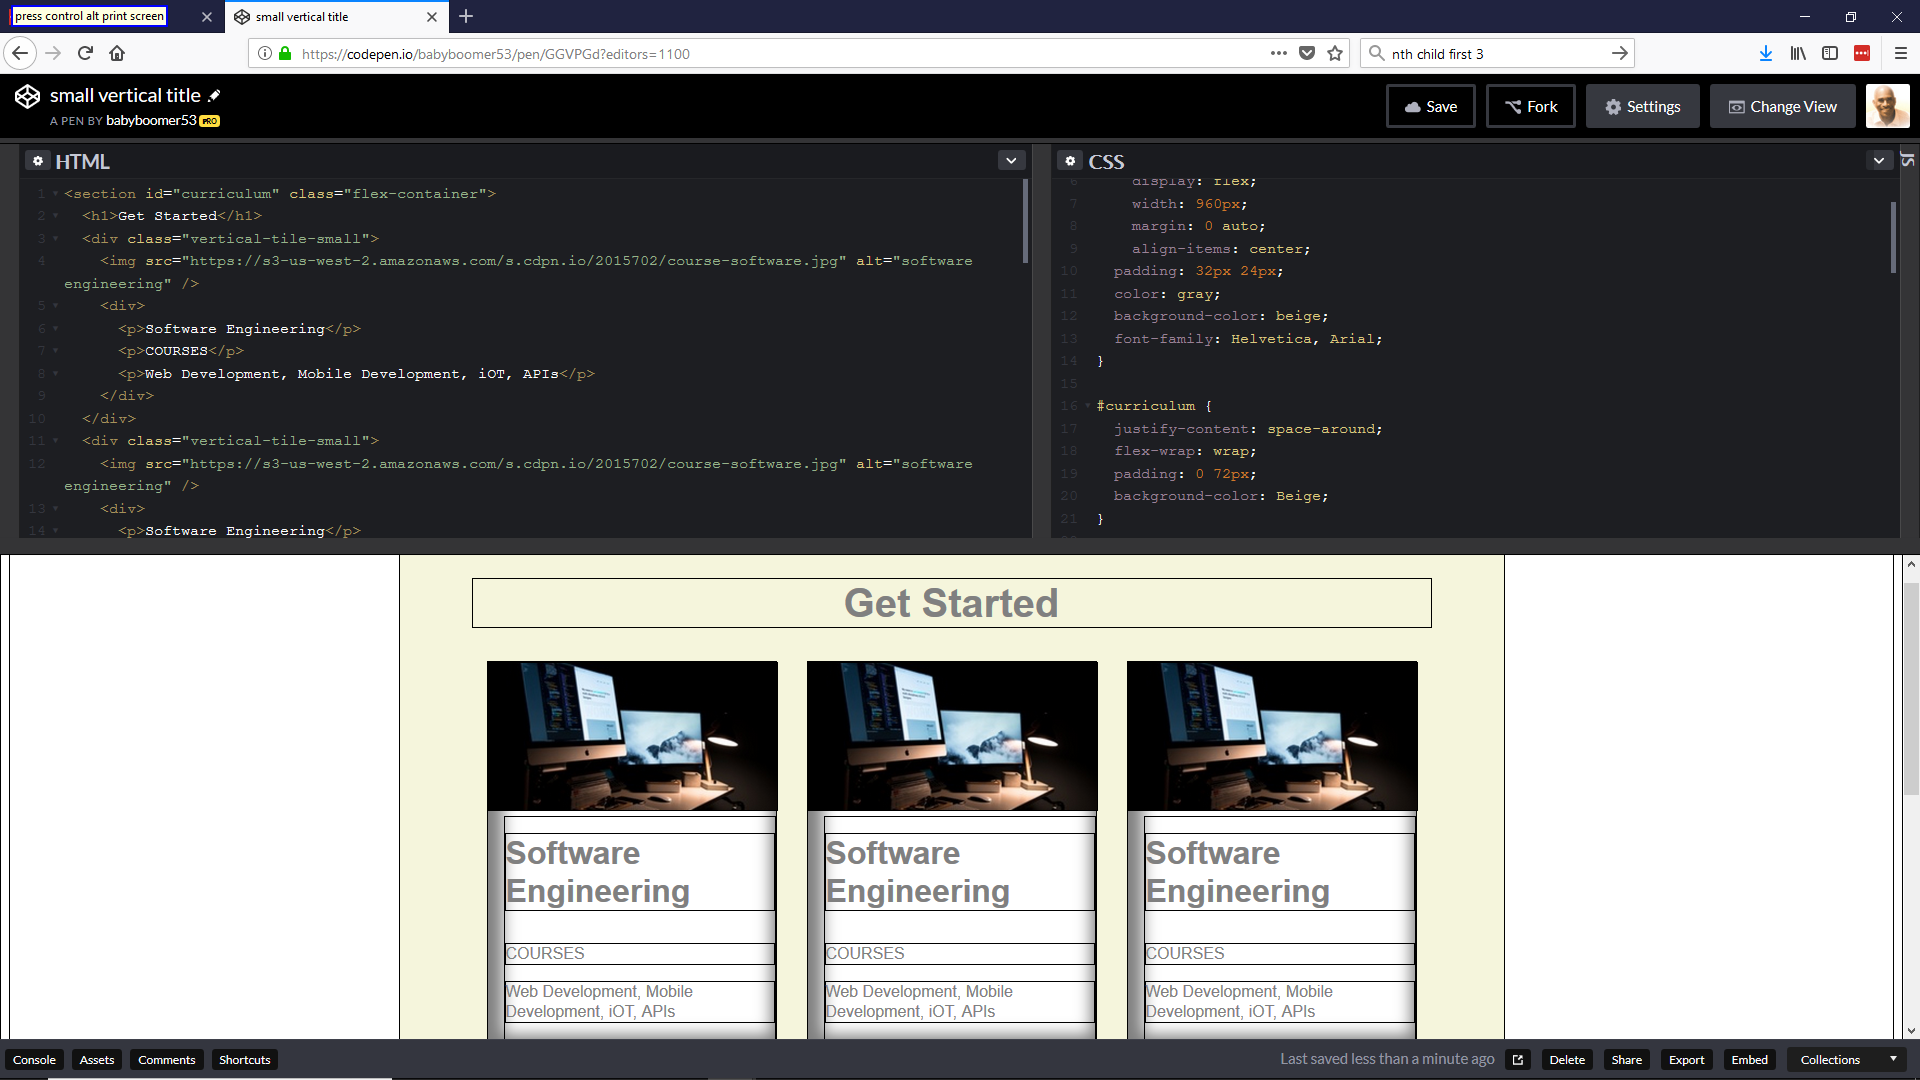 press control alt print screen
small vertical title
https://codepen.io/babyboomer53/pen/GGVPGd?editors=1100
nth child first 3
small vertical title
A PEN BY babyboomer53 PRO
Save
Fork
Settings
Change View
HTML
1 <section id="curriculum" class="flex-container">
2 <h1>Get Started</h1>
3 <div class="vertical-tile-small">
4 <img src="https://s3-us-west-2.amazonaws.com/s.cdpn.io/2015702/course-software.jpg" alt="software
engineering" />
5 <div>
6 <p>Software Engineering</p>
7 <p>COURSES</p>
8 <p>Web Development, Mobile Development, iOT, APIs</p>
9 </div>
10 </div>
11 <div class="vertical-tile-small">
12 <img src="https://s3-us-west-2.amazonaws.com/s.cdpn.io/2015702/course-software.jpg" alt="software
engineering" />
13 <div>
14 <p>Software Engineering</p>
CSS
6 display: flex;
7 width: 960px;
8 margin: 0 auto;
9 align-items: center;
10 padding: 32px 24px;
11 color: gray;
12 background-color: beige;
13 font-family: Helvetica, Arial;
14 }
15
16 #curriculum {
17 justify-content: space-around;
18 flex-wrap: wrap;
19 padding: 0 72px;
20 background-color: Beige;
21 }
JS
Get Started
Software
Engineering
COURSES
Web Development, Mobile
Development, iOT, APIs
Software
Engineering
COURSES
Web Development, Mobile
Development, iOT, APIs
Software
Engineering
COURSES
Web Development, Mobile
Development, iOT, APIs
Console
Assets
Comments
Shortcuts
Last saved less than a minute ago
Delete
Share
Export
Embed
Collections